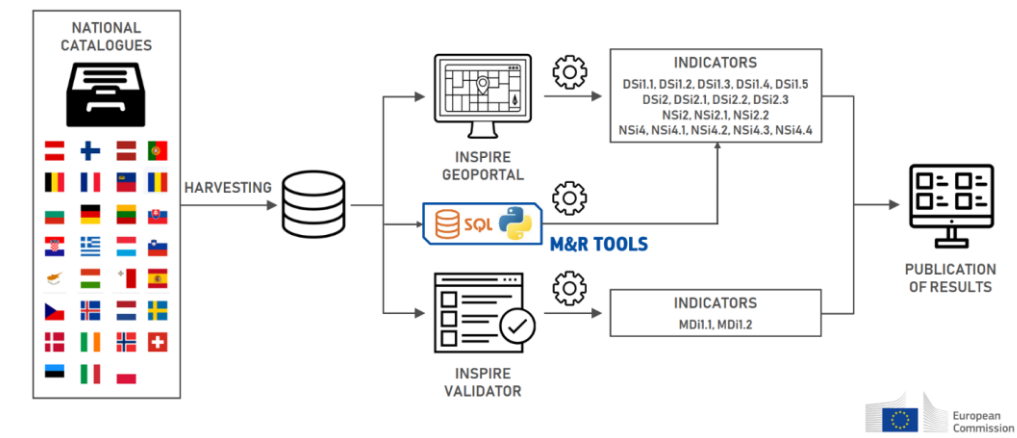 NATIONAL
CATALOGUES
HARVESTING
INSPIRE
GEOPORTAL
SQL
M&R TOOLS
INSPIRE
VALIDATOR
INDICATORS
DSi1.1, DSi1.2, DSi1.3, DSi1.4, DSi1.5
DSi2, DSi2.1, DSi2.2, DSi2.3
NSi2, NSi2.1, NSi2.2
NSi4, NSi4.1, NSi4.2, NSi4.3, NSi4.4
INDICATORS
MDi1.1, MDi1.2
PUBLICATION
OF RESULTS
European
Commission